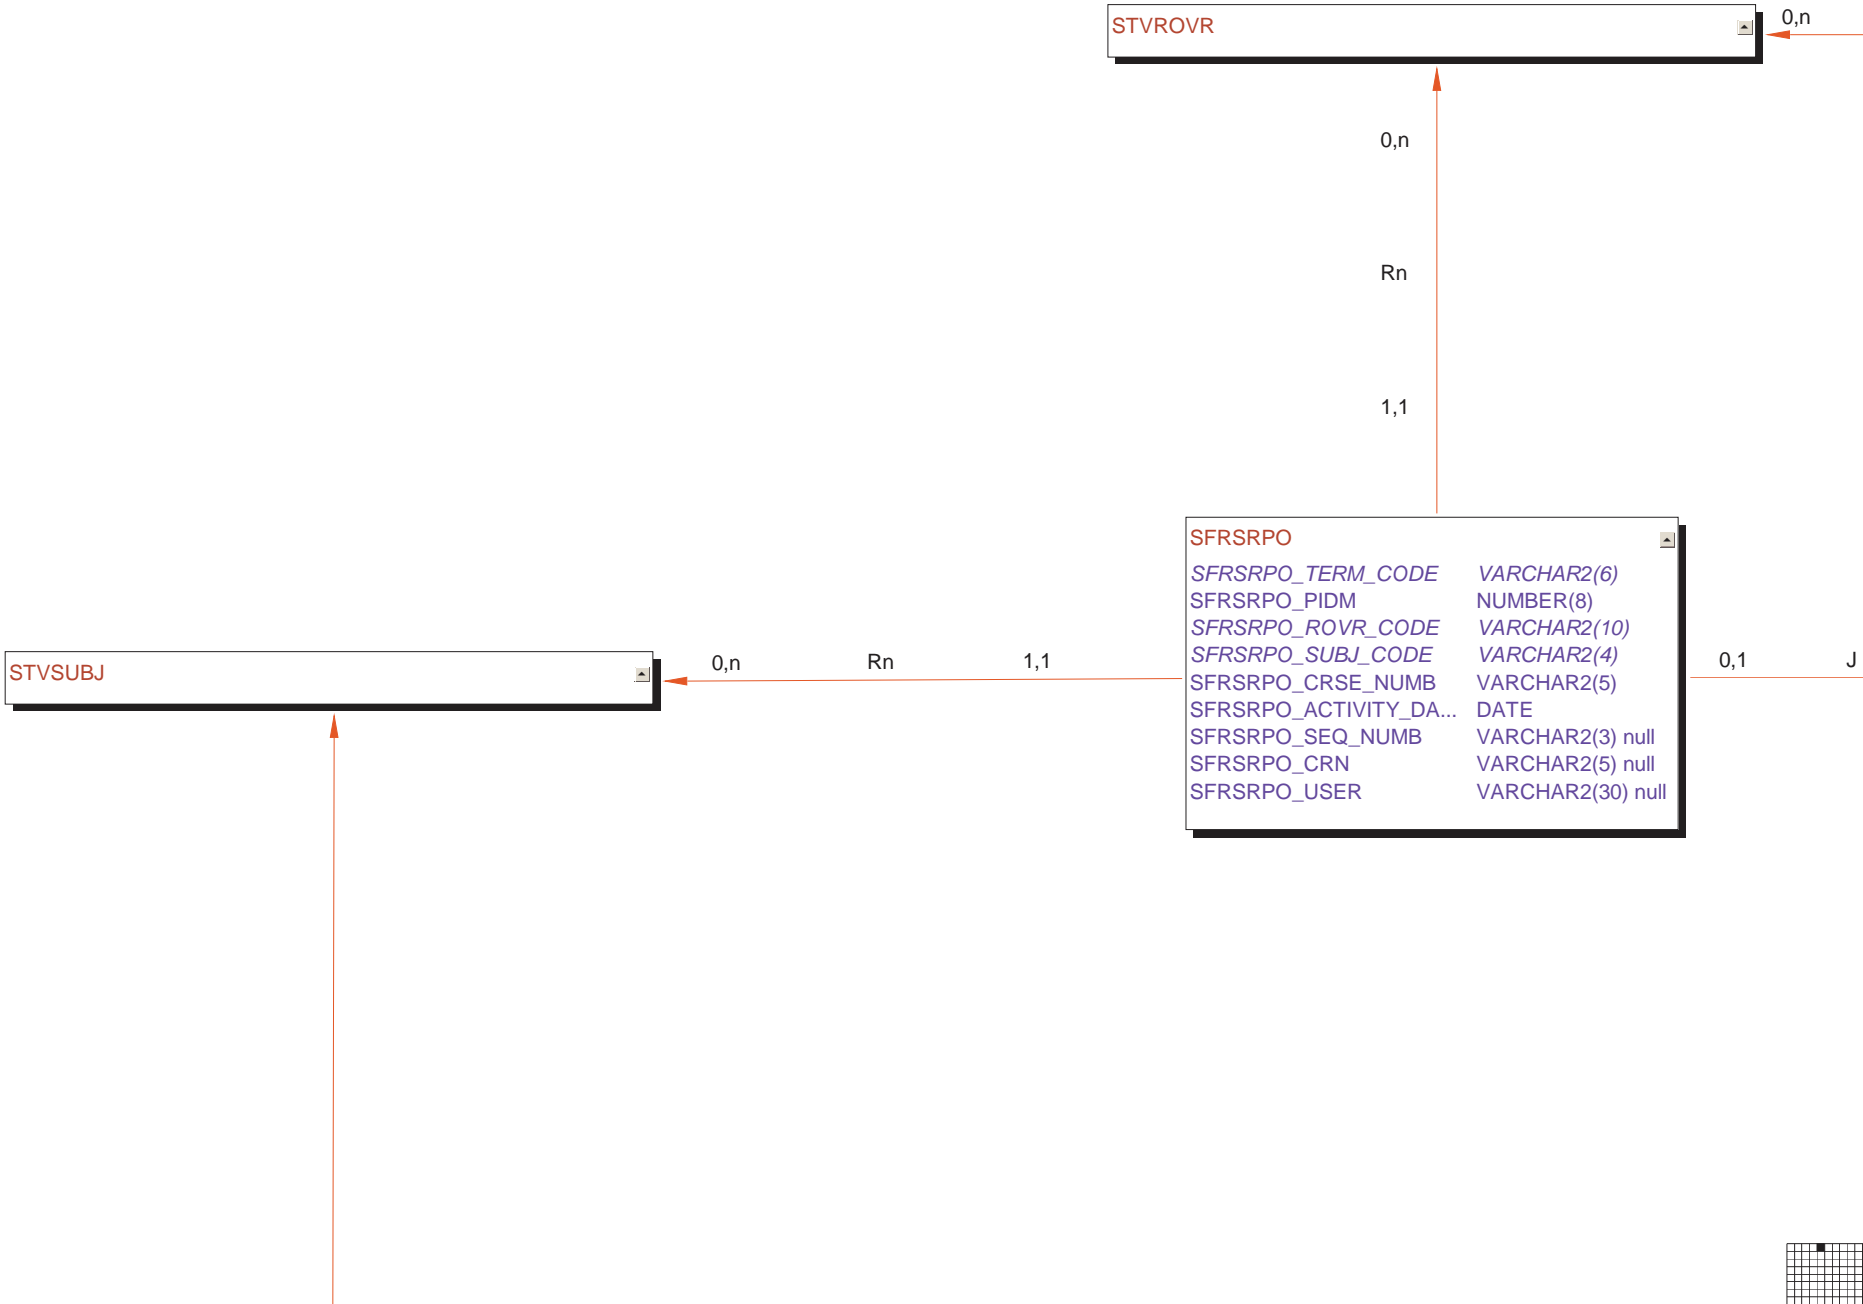 STVROVR
0,n
0,n
Rn
1,1
SFRSRPO
SFRSRPO_TERM_CODE VARCHAR2(6)
SFRSRPO_PIDM NUMBER(8)
SFRSRPO_ROVR_CODE VARCHAR2(10)
SFRSRPO_SUBJ_CODE VARCHAR2(4)
SFRSRPO_CRSE_NUMB VARCHAR2(5)
SFRSRPO_ACTIVITY_DA... DATE
SFRSRPO_SEQ_NUMB VARCHAR2(3) null
SFRSRPO_CRN VARCHAR2(5) null
SFRSRPO_USER VARCHAR2(30) null
STVSUBJ
0,n Rn 1,1
0,1 J